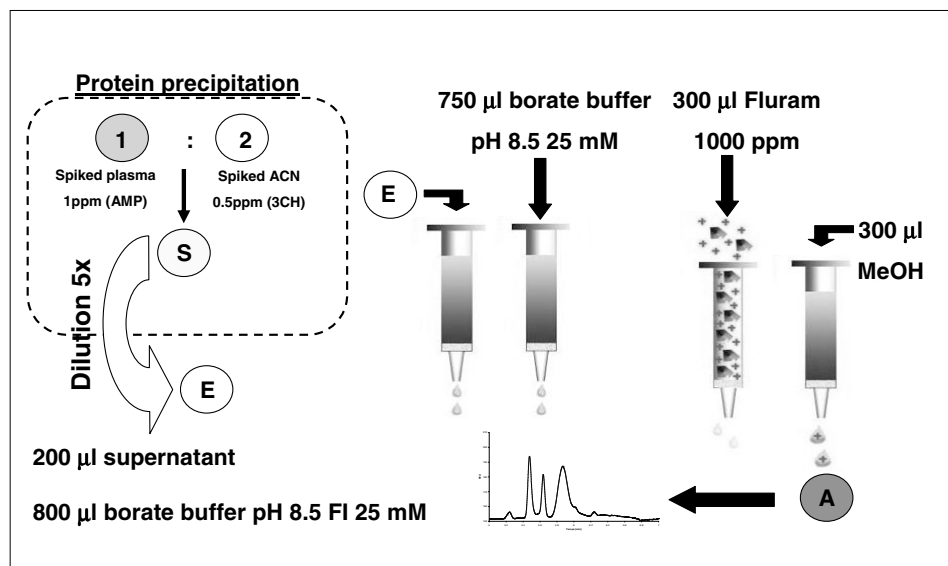 Protein precipitation
1 : 2
Spiked plasma
1ppm (AMP)
Spiked ACN
0.5ppm (3CH)
S
Dilution 5x
E
200 μl supernatant
800 μl borate buffer pH 8.5 Fl 25 mM
E
750 μl borate buffer
pH 8.5 25 mM
300 μl Fluram
1000 ppm
300 μl
MeOH
A